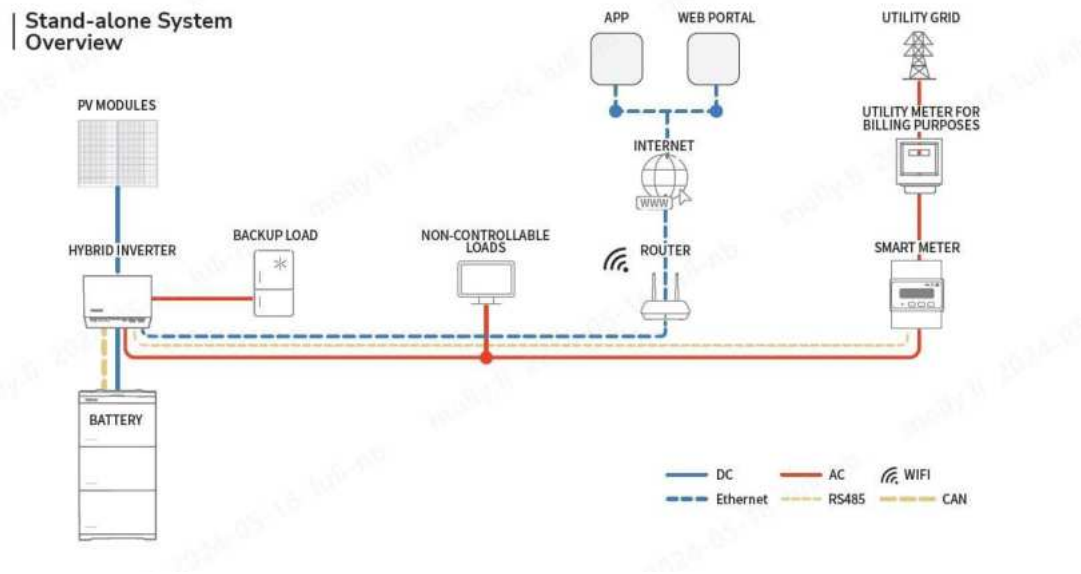 Stand-alone System
Overview
APP
WEB PORTAL
UTILITY GRID
PV MODULES
UTILITY METER FOR
BILLING PURPOSES
INTERNET
WWW
HYBRID INVERTER
BACKUP LOAD
NON-CONTROLLABLE
LOADS
ROUTER
SMART METER
BATTERY
DC
AC
WIFI
Ethernet
RS485
CAN